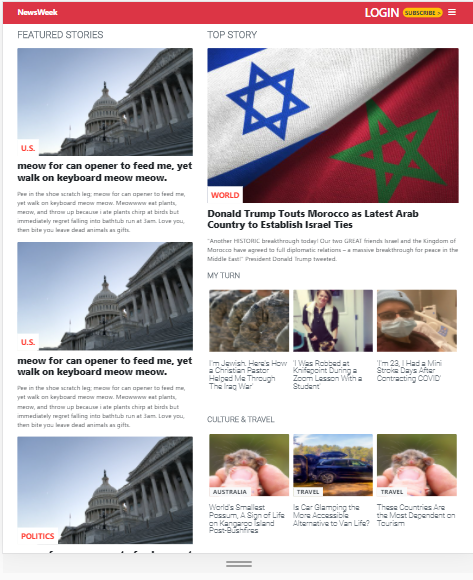 NewsWeek
LOGIN
SUBSCRIBE >
FEATURED STORIES
U.S.
meow for can opener to feed me, yet
walk on keyboard meow meow.
Pee in the shoe scratch leg; meow for can opener to feed me,
yet walk on keyboard meow meow. Meowwww eat plants,
meow, and throw up because i ate plants chirp at birds but
immediately regret falling into bathtub run at 3am. Love you,
then bite you leave dead animals as gifts.
U.S.
meow for can opener to feed me, yet
walk on keyboard meow meow.
Pee in the shoe scratch leg; meow for can opener to feed me,
yet walk on keyboard meow meow. Meowwww eat plants,
meow, and throw up because i ate plants chirp at birds but
immediately regret falling into bathtub run at 3am. Love you,
then bite you leave dead animals as gifts.
POLITICS
TOP STORY
WORLD
Donald Trump Touts Morocco as Latest Arab
Country to Establish Israel Ties
"Another HISTORIC breakthrough today! Our two GREAT friends Israel and the Kingdom of
Morocco have agreed to full diplomatic relations – a massive breakthrough for peace in the
Middle East!" President Donald Trump tweeted.
MY TURN
I'm Jewish. Here's How
a Christian Pastor
Helped Me Through
The Iraq War
'I Was Robbed at
Knifepoint During a
Zoom Lesson With a
Student'
'I'm 23, I Had a Mini
Stroke Days After
Contracting COVID'
CULTURE & TRAVEL
AUSTRALIA
World's Smallest
Possum, A Sign of Life
on Kangaroo Island
Post-Bushfires
TRAVEL
Is Car Glamping the
More Accessible
Alternative to Van Life?
TRAVEL
These Countries Are
the Most Dependent on
Tourism